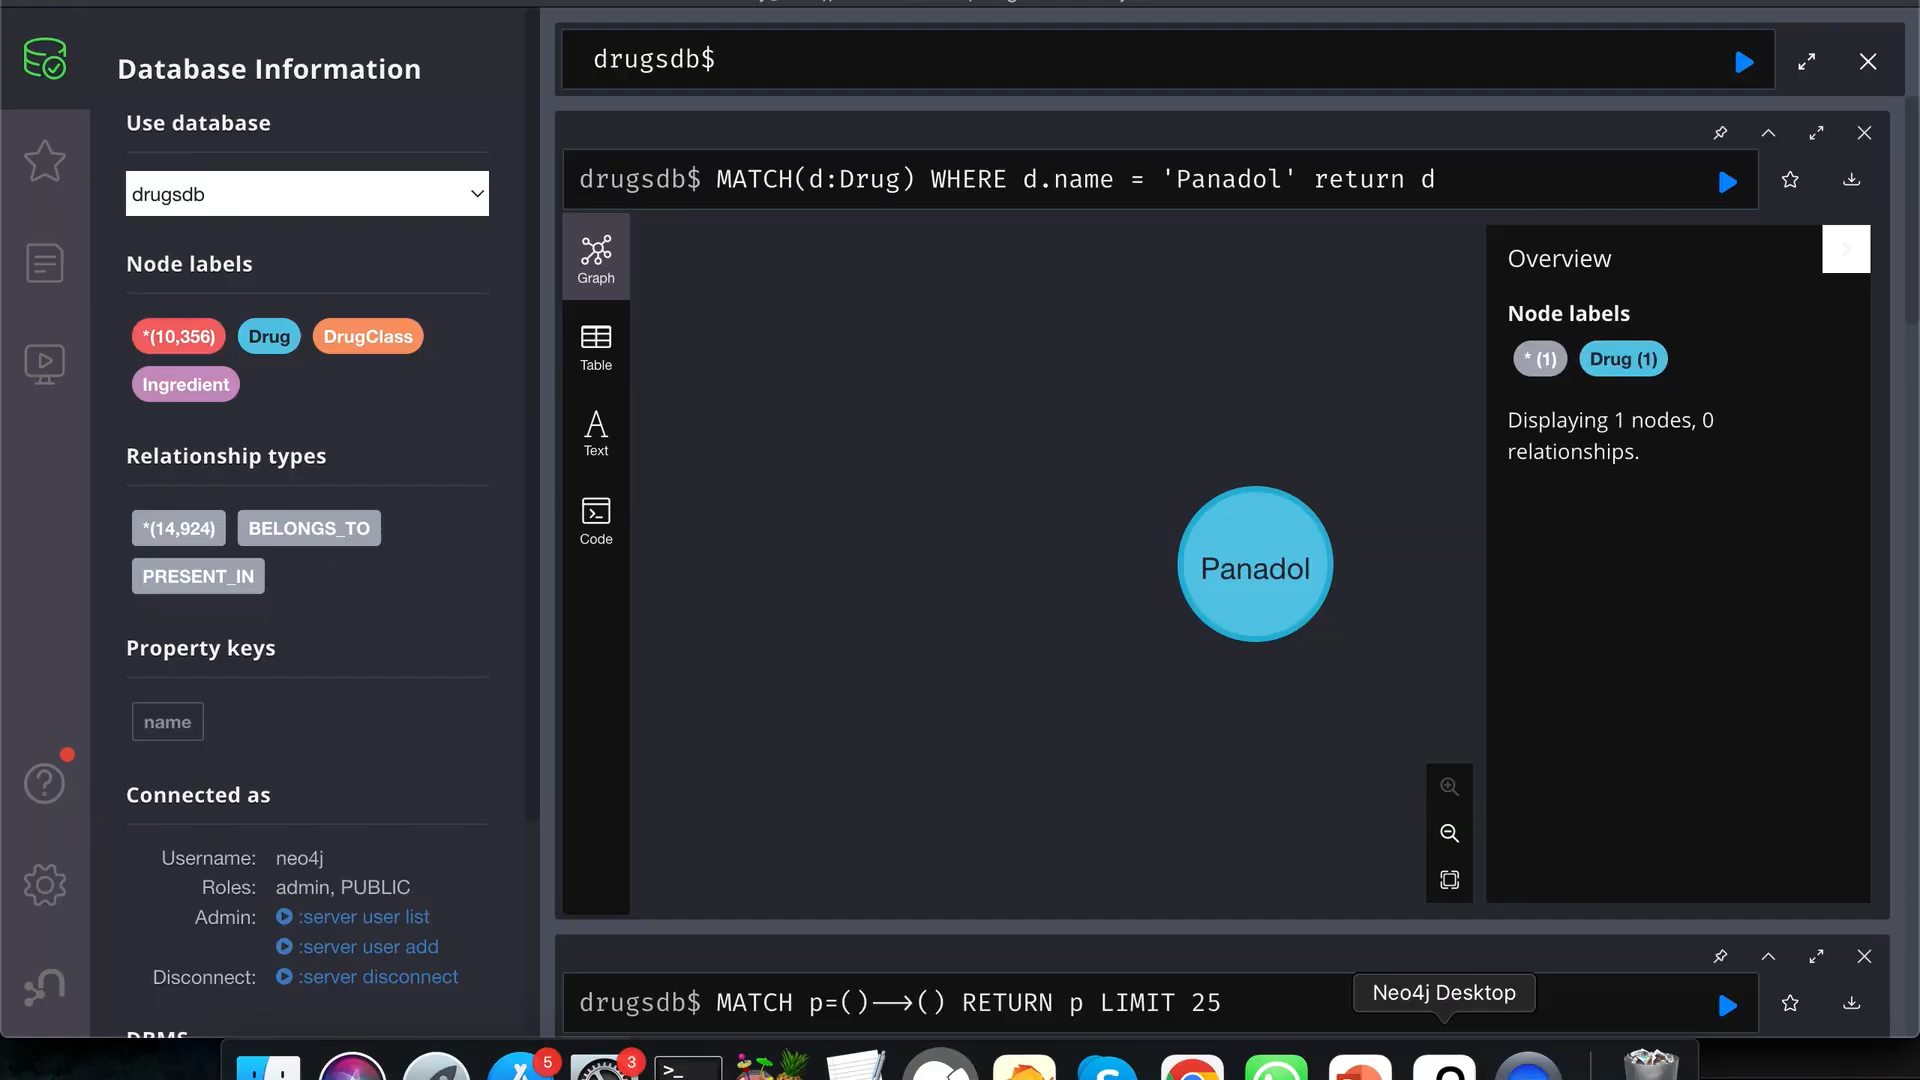 Database Information
Use database
drugsdb
Node labels
*(10,356) Drug DrugClass
Ingredient
Relationship types
*(14,924) BELONGS_TO
PRESENT_IN
Property keys
name
Connected as
Username: neo4j
Roles: admin, PUBLIC
Admin: :server user list
:server user add
Disconnect: :server disconnect
DBMS
drugsdb$
drugsdb$ MATCH(d:Drug) WHERE d.name = 'Panadol' return d
Graph
Table
Text
Code
Panadol
Overview
Node labels
* (1) Drug (1)
Displaying 1 nodes, 0
relationships.
drugsdb$ MATCH p=()-->() RETURN p LIMIT 25
Neo4j Desktop
5
3
>_